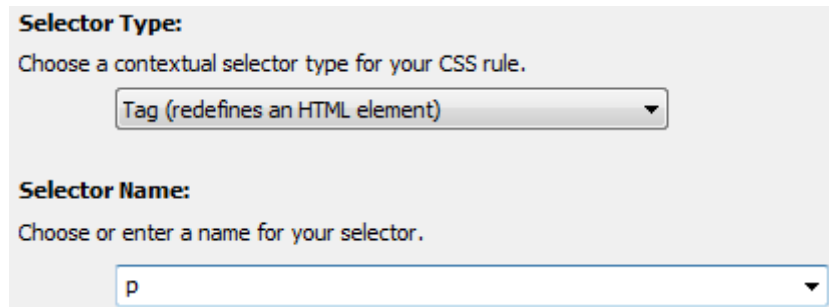 Selector Type:
Choose a contextual selector type for your CSS rule.
Tag (redefines an HTML element)
Selector Name:
Choose or enter a name for your selector.
p